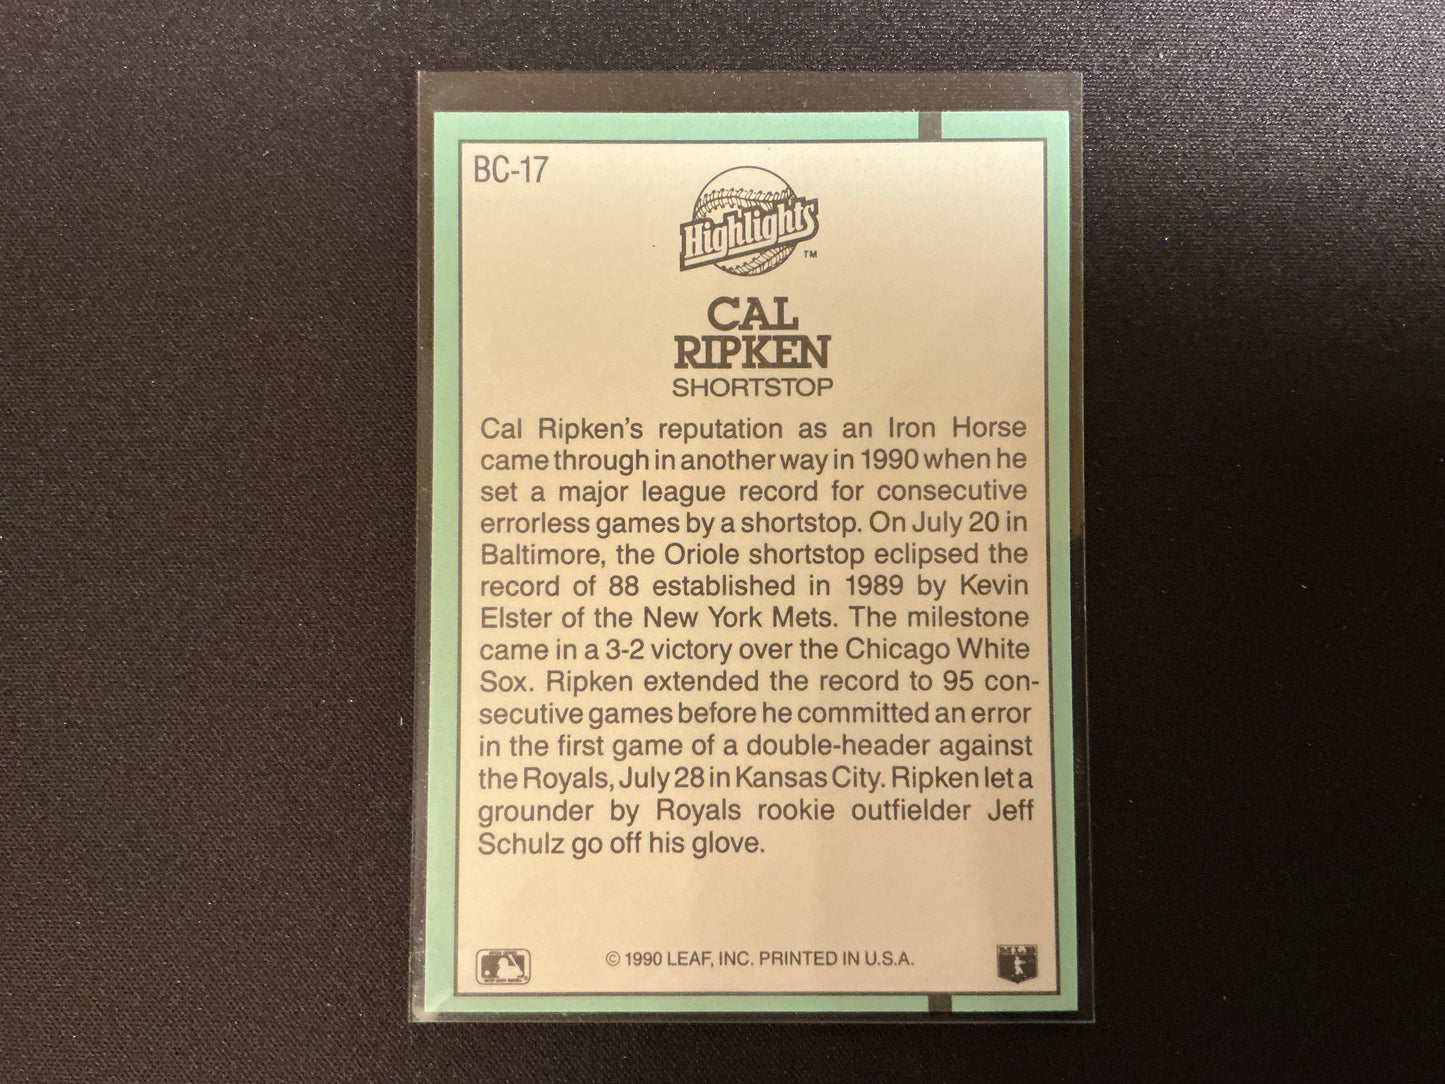 BC-17
Highlights
TM
CAL
RIPKEN
SHORTSTOP
Cal Ripken's reputation as an Iron Horse
came through in another way in 1990 when he
set a major league record for consecutive
errorless games by a shortstop. On July 20 in
Baltimore, the Oriole shortstop eclipsed the
record of 88 established in 1989 by Kevin
Elster of the New York Mets. The milestone
came in a 3-2 victory over the Chicago White
Sox. Ripken extended the record to 95 con-
secutive games before he committed an error
in the first game of a double-header against
the Royals, July 28 in Kansas City. Ripken let a
grounder by Royals rookie outfielder Jeff
Schulz go off his glove.
© 1990 LEAF, INC. PRINTED IN U.S.A.